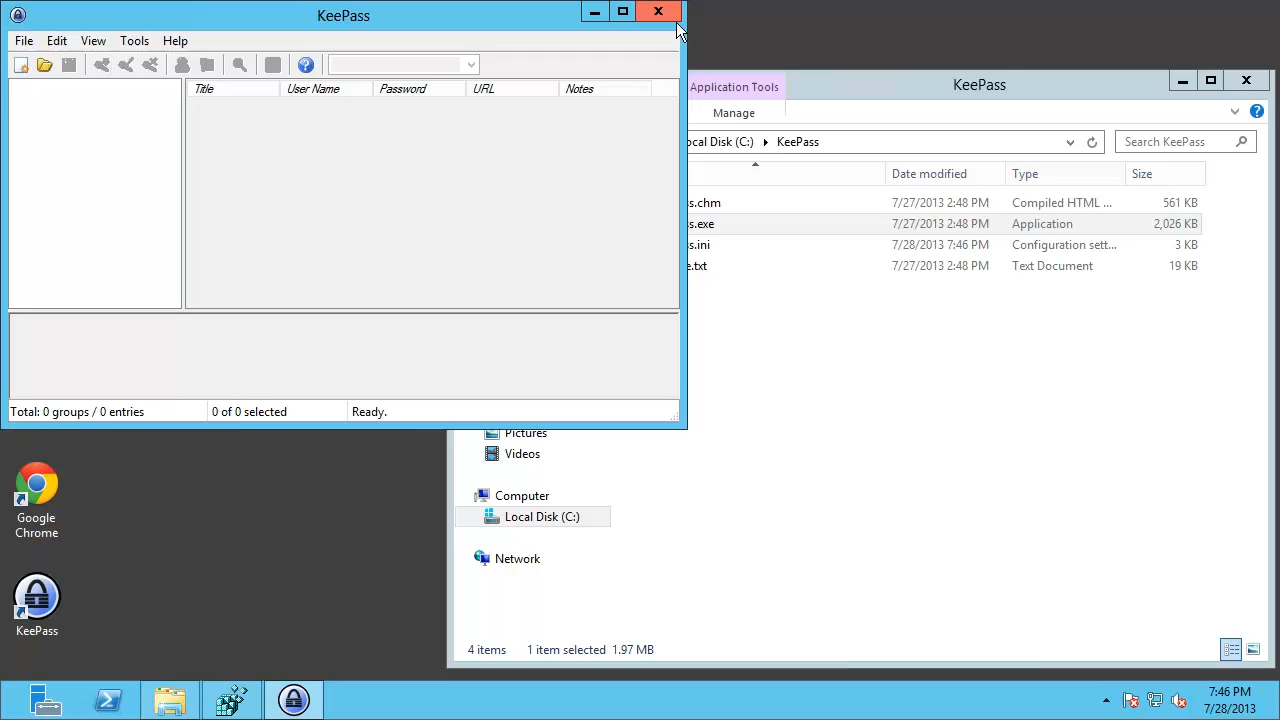 KeePass
File Edit View Tools Help
Title User Name Password URL Notes
Total: 0 groups / 0 entries 0 of 0 selected Ready.
Application Tools KeePass
Manage
ocal Disk (C:) KeePass Search KeePass
Date modified Type Size
s.chm 7/27/2013 2:48 PM Compiled HTML ... 561 KB
s.exe 7/27/2013 2:48 PM Application 2,026 KB
s.ini 7/28/2013 7:46 PM Configuration sett... 3 KB
e.txt 7/27/2013 2:48 PM Text Document 19 KB
Pictures
Videos
Computer
Local Disk (C:)
Network
4 items 1 item selected 1.97 MB
Google
Chrome
KeePass
7:46 PM
7/28/2013